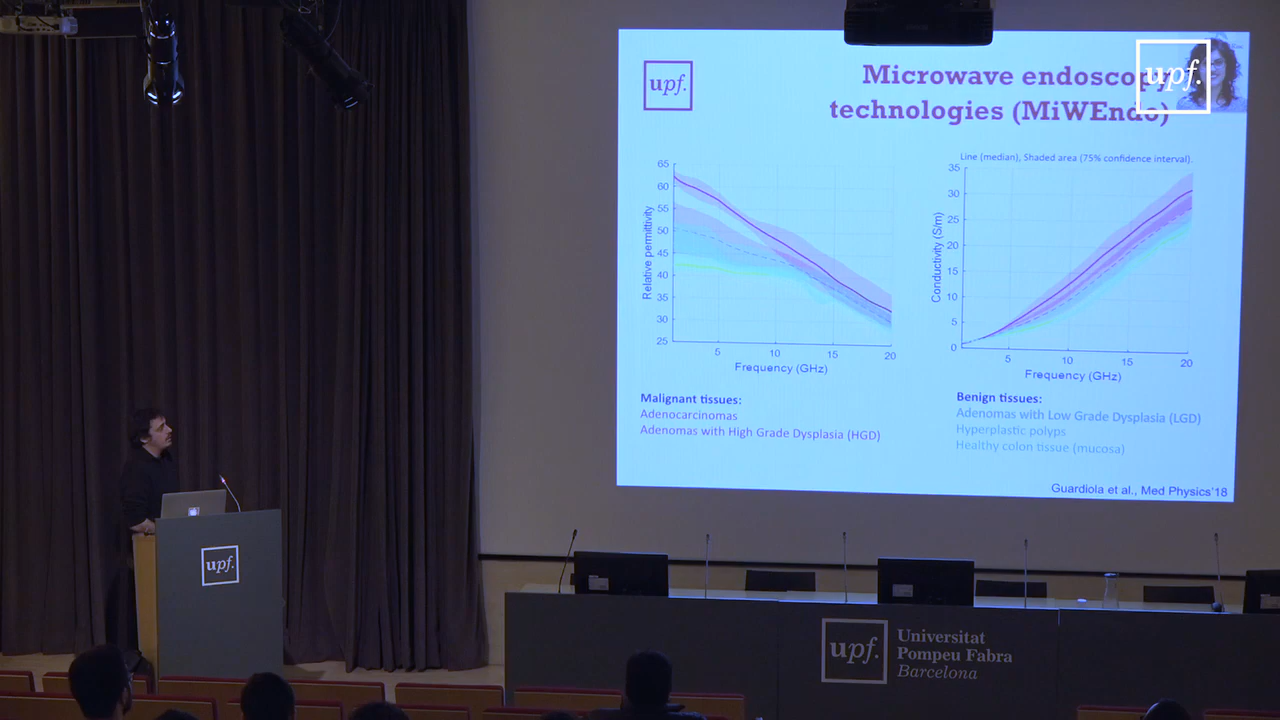 upf.
Microwave endoscopy
technologies (MiWEndo)
upf.
Line (median), Shaded area (75% confidence interval).
65
60
55
50
45
40
35
30
25
Relative permittivity
5
10
15
20
Frequency (GHz)
35
30
25
20
15
10
5
0
Conductivity (S/m)
5
10
15
20
Frequency (GHz)
Malignant tissues:
Adenocarcinomas
Adenomas with High Grade Dysplasia (HGD)
Benign tissues:
Adenomas with Low Grade Dysplasia (LGD)
Hyperplastic polyps
Healthy colon tissue (mucosa)
Guardiola et al., Med Physics'18
upf.
upf.
Universitat
Pompeu Fabra
Barcelona